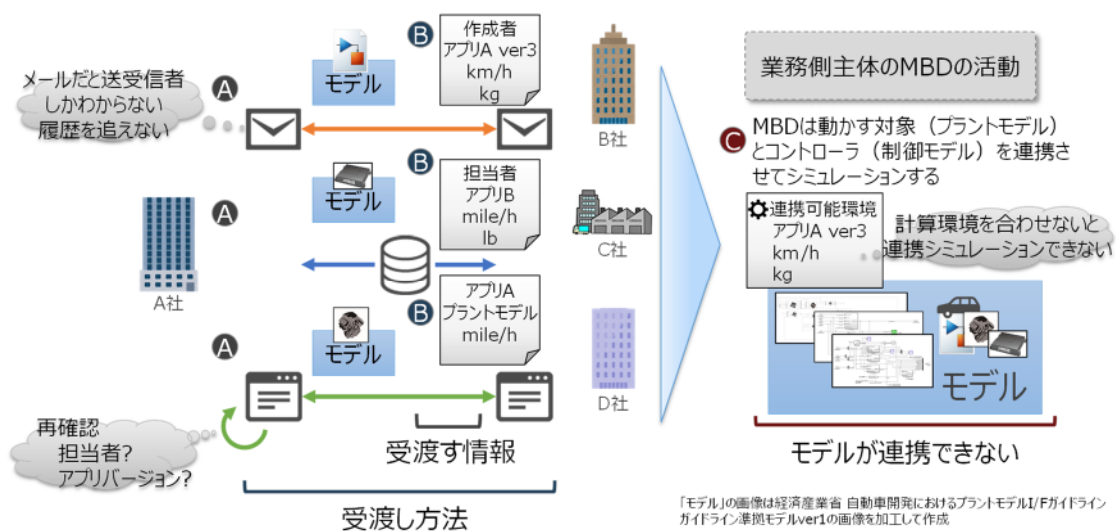 メールだと送受信者
しかわからない
履歴を追えない
A
モデル
B
作成者
アプリA ver3
km/h
kg
B社
A
A社
モデル
B
担当者
アプリB
mile/h
lb
C社
モデル
B
アプリA
プラントモデル
mile/h
D社
A
再確認
担当者?
アプリバージョン?
受渡す情報
受渡し方法
業務側主体のMBDの活動
C
MBDは動かす対象（プラントモデル）
とコントローラ（制御モデル）を連携さ
せてシミュレーションする
連携可能環境
アプリA ver3
km/h
kg
計算環境を合わせないと
連携シミュレーションできない
モデル
モデルが連携できない
「モデル」の画像は経済産業省 自動車開発におけるプラントモデルI/Fガイドライン
ガイドライン準拠モデルver1の画像を加工して作成